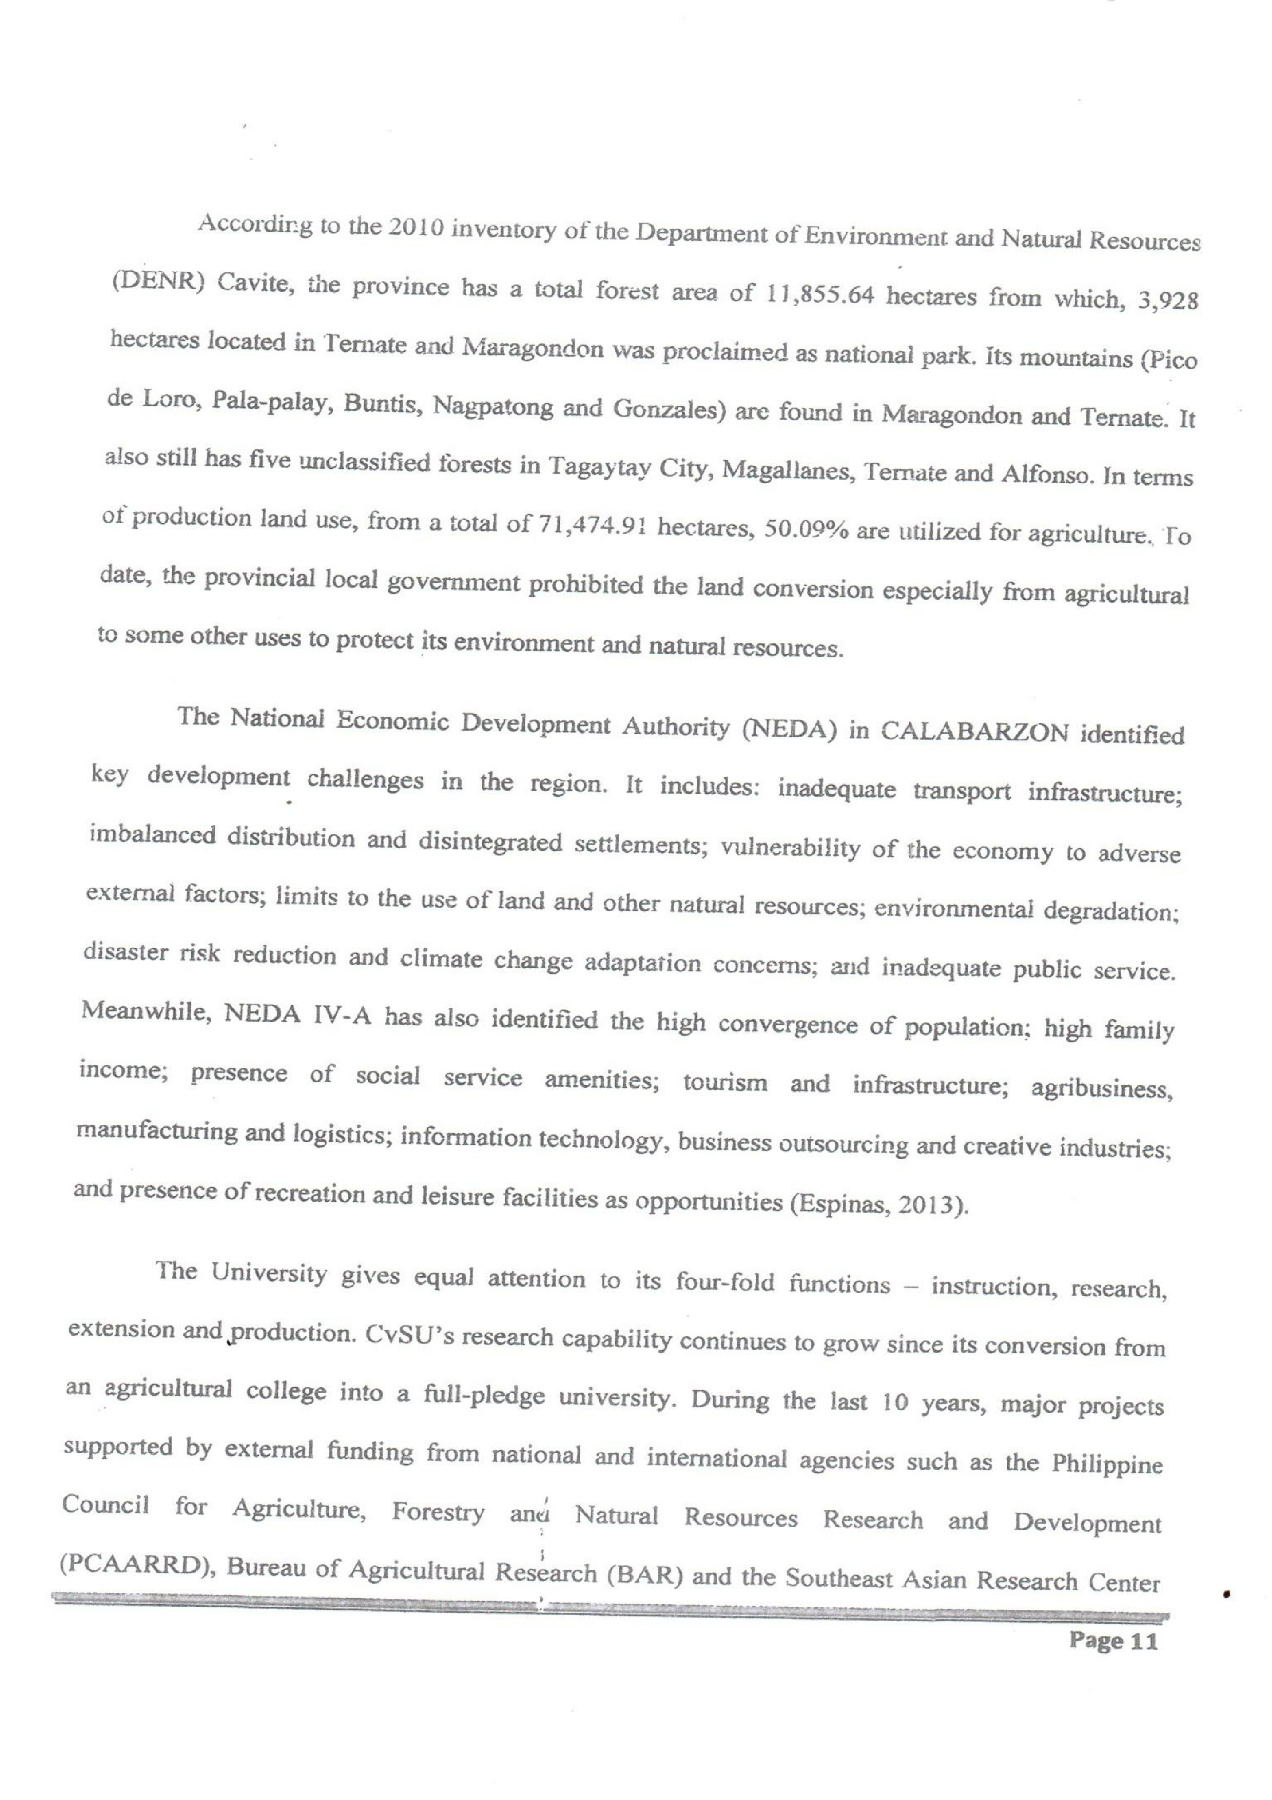 According to the 2010 inventory of the Department of Environment and Natural Resources
(DENR) Cavite, the province has a total forest area of 11,855.64 hectares from which, 3,928
hectares located in Ternate and Maragondon was proclaimed as national park. Its mountains (Pico
de Loro, Pala-palay, Buntis, Nagpatong and Gonzales) are found in Maragondon and Ternate. It
also still has five unclassified forests in Tagaytay City, Magallanes, Ternate and Alfonso. In terms
of production land use, from a total of 71,474.91 hectares, 50.09% are utilized for agriculture. To
date, the provincial local government prohibited the land conversion especially from agricultural
to some other uses to protect its environment and natural resources.
The National Economic Development Authority (NEDA) in CALABARZON identified
key development challenges in the region. It includes: inadequate transport infrastructure;
imbalanced distribution and disintegrated settlements; vulnerability of the economy to adverse
external factors; limits to the use of land and other natural resources; environmental degradation;
disaster risk reduction and climate change adaptation concerns; and inadequate public service.
Meanwhile, NEDA IV-A has also identified the high convergence of population; high family
income; presence of social service amenities; tourism and infrastructure; agribusiness,
manufacturing and logistics; information technology, business outsourcing and creative industries;
and presence of recreation and leisure facilities as opportunities (Espinas, 2013).
The University gives equal attention to its four-fold functions – instruction, research,
extension and production. CvSU's research capability continues to grow since its conversion from
an agricultural college into a full-pledge university. During the last 10 years, major projects
supported by external funding from national and international agencies such as the Philippine
Council for Agriculture, Forestry and Natural Resources Research and Development
(PCAARRD), Bureau of Agricultural Research (BAR) and the Southeast Asian Research Center
Page 11